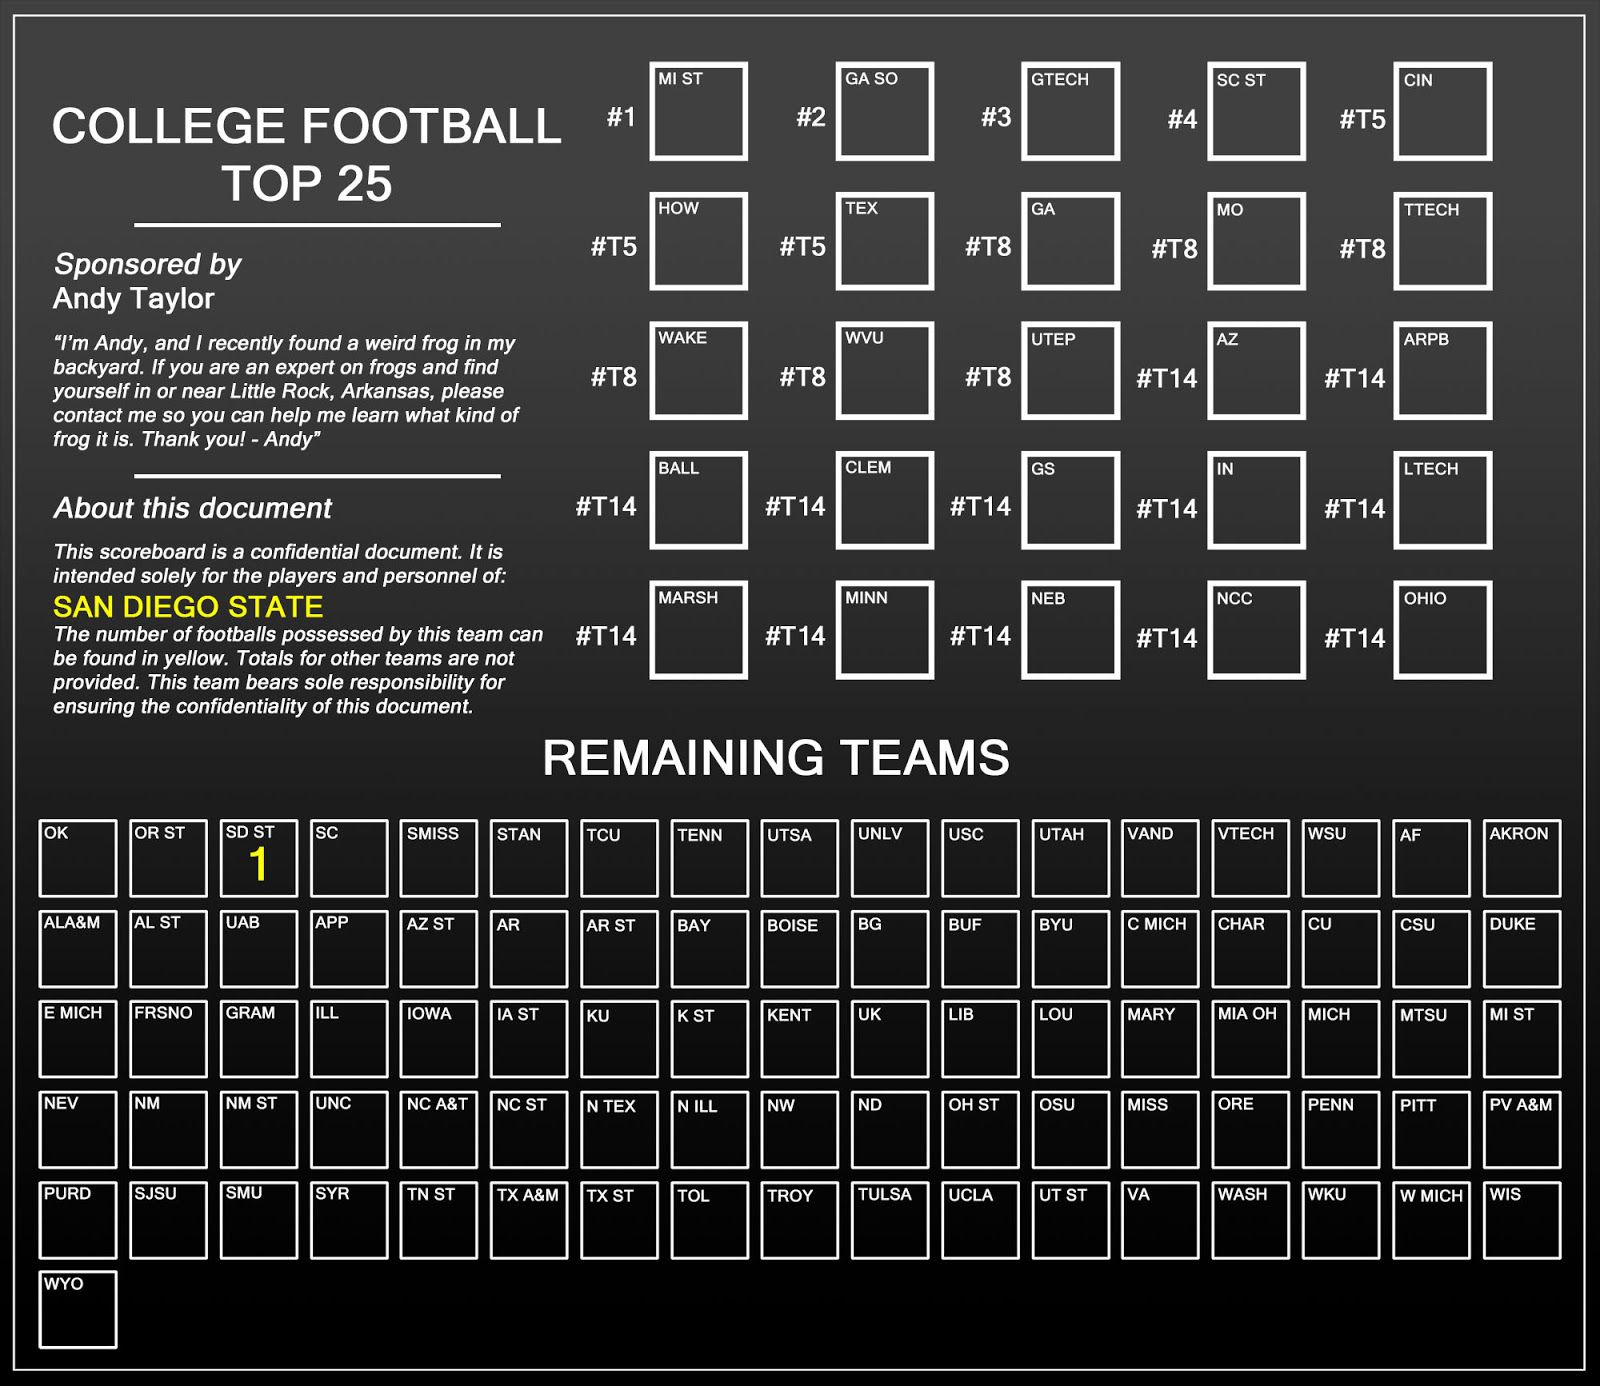 COLLEGE FOOTBALL
TOP 25
Sponsored by
Andy Taylor
“I’m Andy, and I recently found a weird frog in my
backyard. If you are an expert on frogs and find
yourself in or near Little Rock, Arkansas, please
contact me so you can help me learn what kind of
frog it is. Thank you! - Andy”
About this document
This scoreboard is a confidential document. It is
intended solely for the players and personnel of:
SAN DIEGO STATE
The number of footballs possessed by this team can
be found in yellow. Totals for other teams are not
provided. This team bears sole responsibility for
ensuring the confidentiality of this document.
#1 MI ST #2 GA SO #3 GTECH #4 SC ST #T5 CIN
#T5 HOW #T5 TEX #T8 GA #T8 MO #T8 TTECH
#T8 WAKE #T8 WVU #T8 UTEP #T14 AZ #T14 ARPB
#T14 BALL #T14 CLEM #T14 GS #T14 IN #T14 LTECH
#T14 MARSH #T14 MINN #T14 NEB #T14 NCC #T14 OHIO
REMAINING TEAMS
OK OR ST SD ST SC SMISS STAN TCU TENN UTSA UNLV USC UTAH VAND VTECH WSU AF AKRON
1
ALA&M AL ST UAB APP AZ ST AR AR ST BAY BOISE BG BUF BYU C MICH CHAR CU CSU DUKE
E MICH FRSNO GRAM ILL IOWA IA ST KU K ST KENT UK LIB LOU MARY MIA OH MICH MTSU MI ST
NEV NM NM ST UNC NC A&T NC ST N TEX N ILL NW ND OH ST OSU MISS ORE PENN PITT PV A&M
PURD SJSU SMU SYR TN ST TX A&M TX ST TOL TROY TULSA UCLA UT ST VA WASH WKU W MICH WIS
WYO